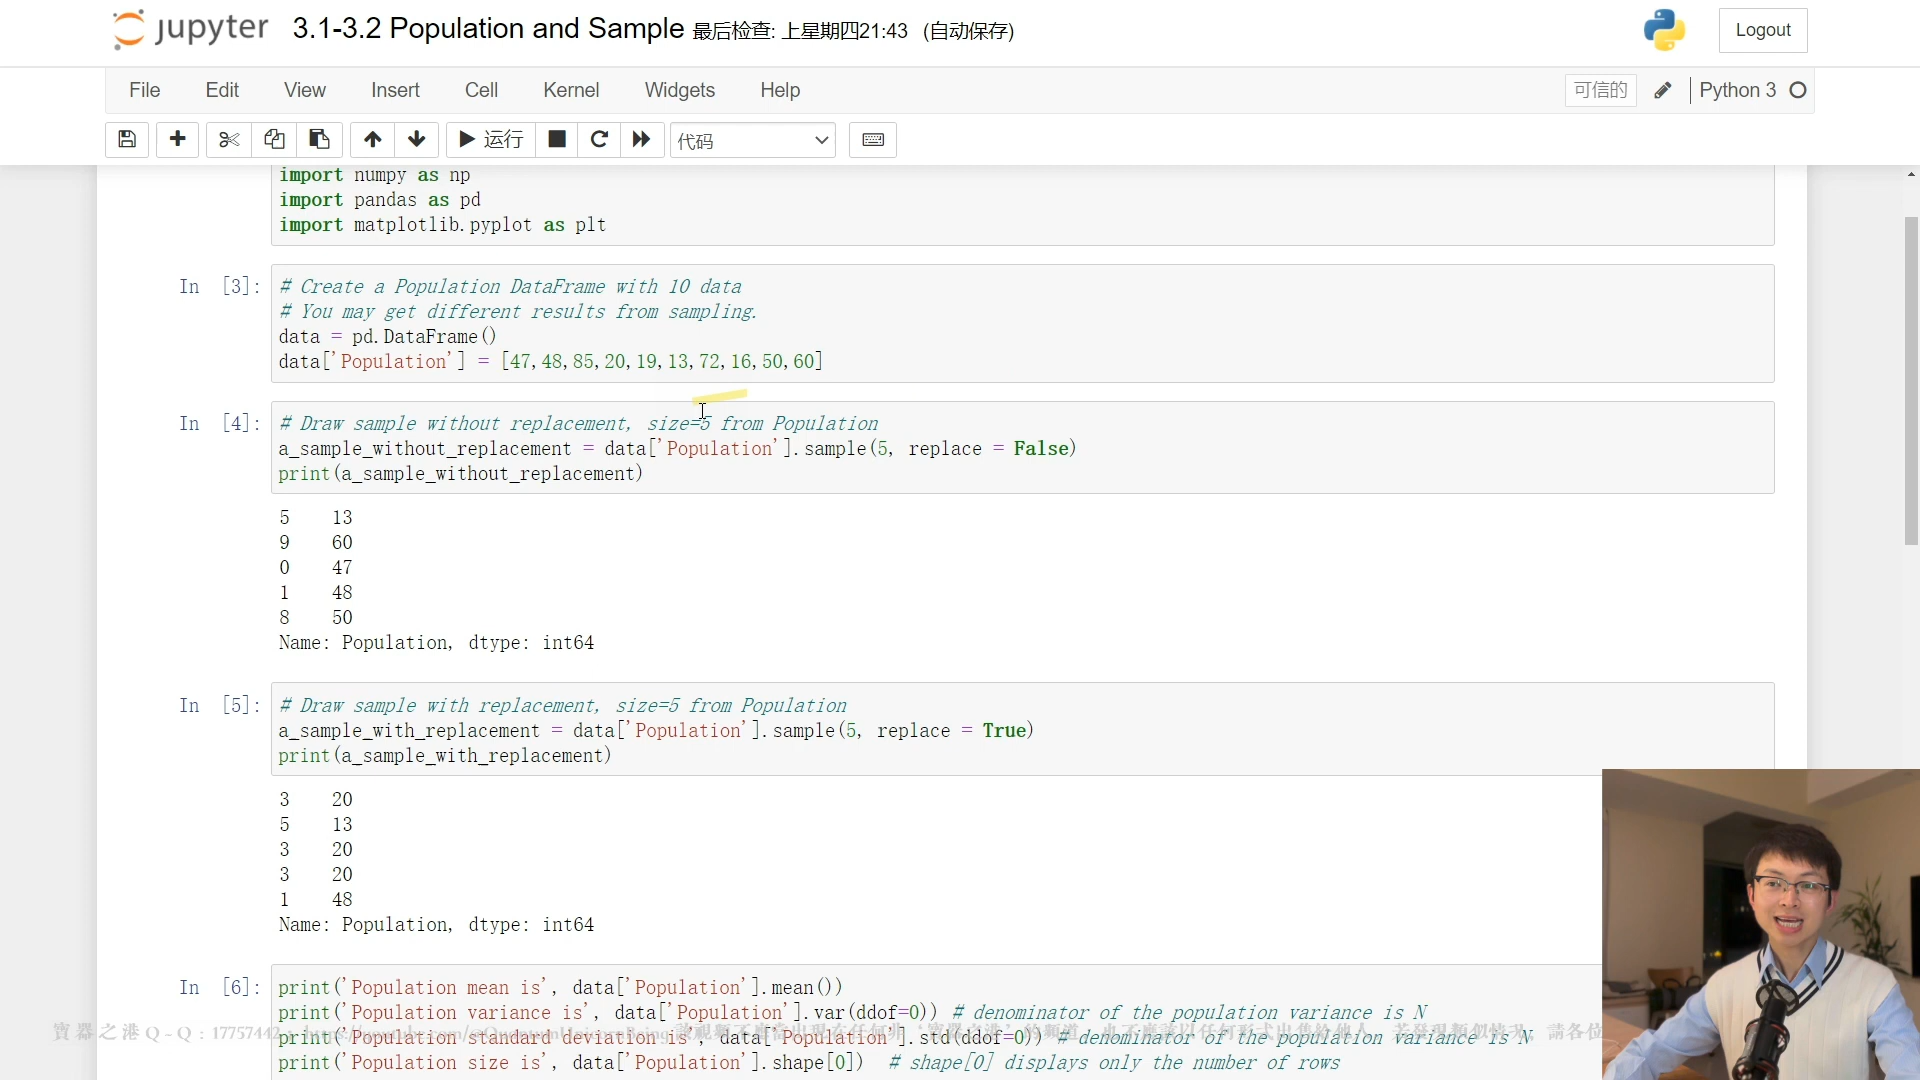 jupyter 3.1-3.2 Population and Sample 最后检查: 上星期四21:43 (自动保存) Logout
File Edit View Insert Cell Kernel Widgets Help 可信的 Python 3
运行 代码
import numpy as np
import pandas as pd
import matplotlib.pyplot as plt
In [3]: # Create a Population DataFrame with 10 data
# You may get different results from sampling.
data = pd.DataFrame()
data['Population'] = [47,48,85,20,19,13,72,16,50,60]
In [4]: # Draw sample without replacement, size=5 from Population
a_sample_without_replacement = data['Population'].sample(5, replace = False)
print(a_sample_without_replacement)
5 13
9 60
0 47
1 48
8 50
Name: Population, dtype: int64
In [5]: # Draw sample with replacement, size=5 from Population
a_sample_with_replacement = data['Population'].sample(5, replace = True)
print(a_sample_with_replacement)
3 20
5 13
3 20
3 20
1 48
Name: Population, dtype: int64
In [6]: print('Population mean is', data['Population'].mean())
print('Population variance is', data['Population'].var(ddof=0)) # denominator of the population variance is N
print('Population standard deviation is', data['Population'].std(ddof=0)) # denominator of the population variance is N
print('Population size is', data['Population'].shape[0]) # shape[0] displays only the number of rows